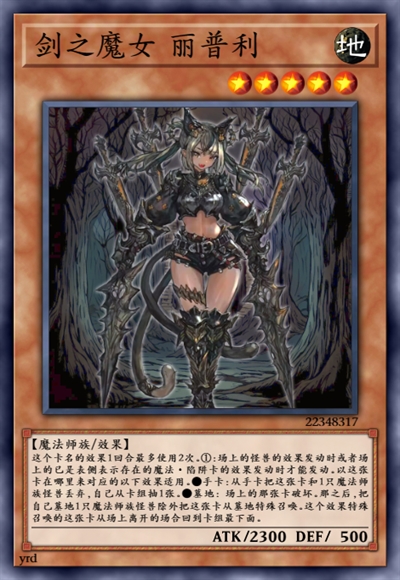 剑之魔女 丽普利
地
22348317
【魔法师族/效果】
这个卡名的效果1回合最多使用2次。①:场上的怪兽的效果发动时或者场
上的已是表侧表示存在的魔法·陷阱卡的效果发动时才能发动。以这张
卡在哪里来对应的以下效果适用。●手卡:从手卡把这张卡和1只魔法师
族怪兽丢弃,自己从卡组抽1张。●墓地:场上的那张卡破坏。那之后,把
自己墓地1只魔法师族怪兽除外把这张卡从墓地特殊召唤。这个效果特殊
召唤的这张卡从场上离开的场合回到卡组最下面。
ATK/2300 DEF/ 500
yrd